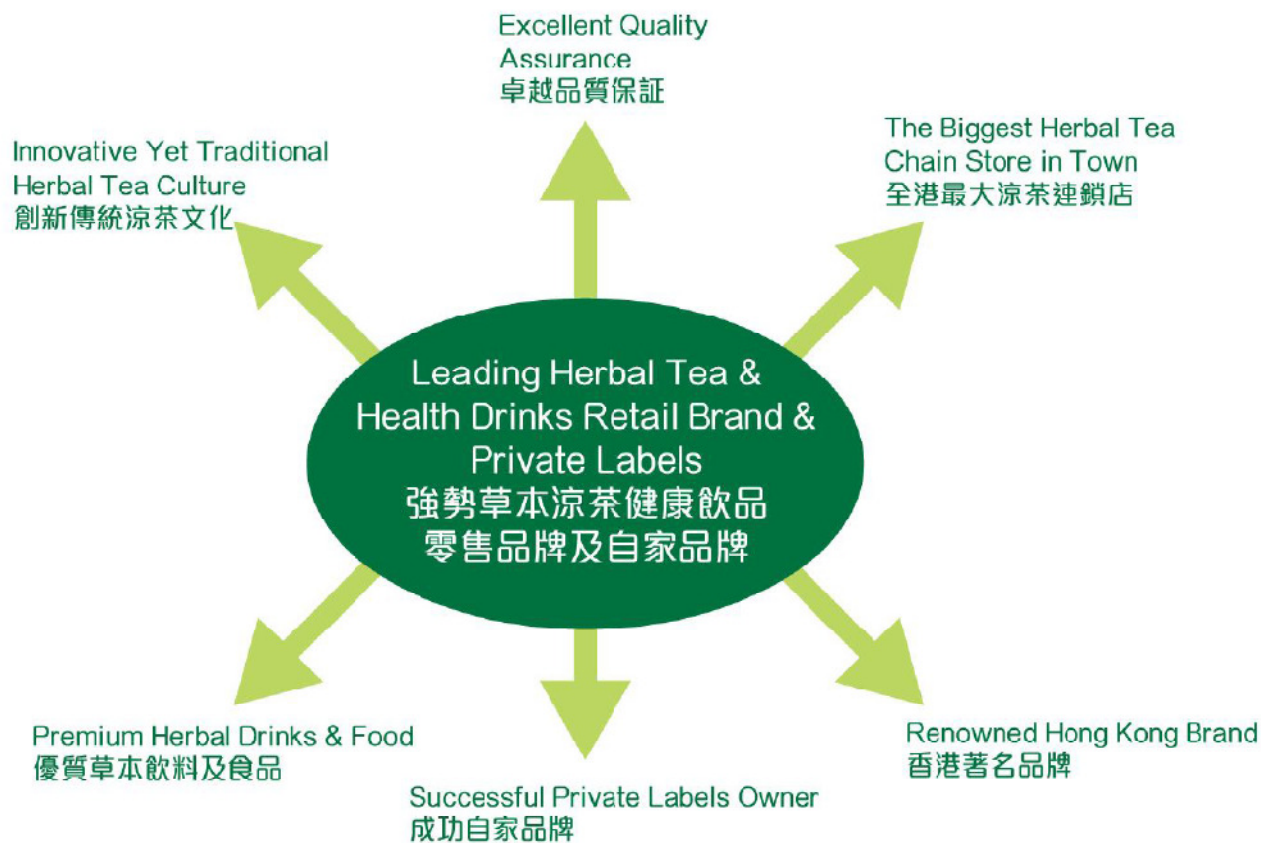 Excellent Quality
Assurance
卓越品質保証
Innovative Yet Traditional
Herbal Tea Culture
創新傳統涼茶文化
The Biggest Herbal Tea
Chain Store in Town
全港最大涼茶連鎖店
Leading Herbal Tea &
Health Drinks Retail Brand &
Private Labels
強勢草本涼茶健康飲品
零售品牌及自家品牌
Premium Herbal Drinks & Food
優質草本飲料及食品
Successful Private Labels Owner
成功自家品牌
Renowned Hong Kong Brand
香港著名品牌